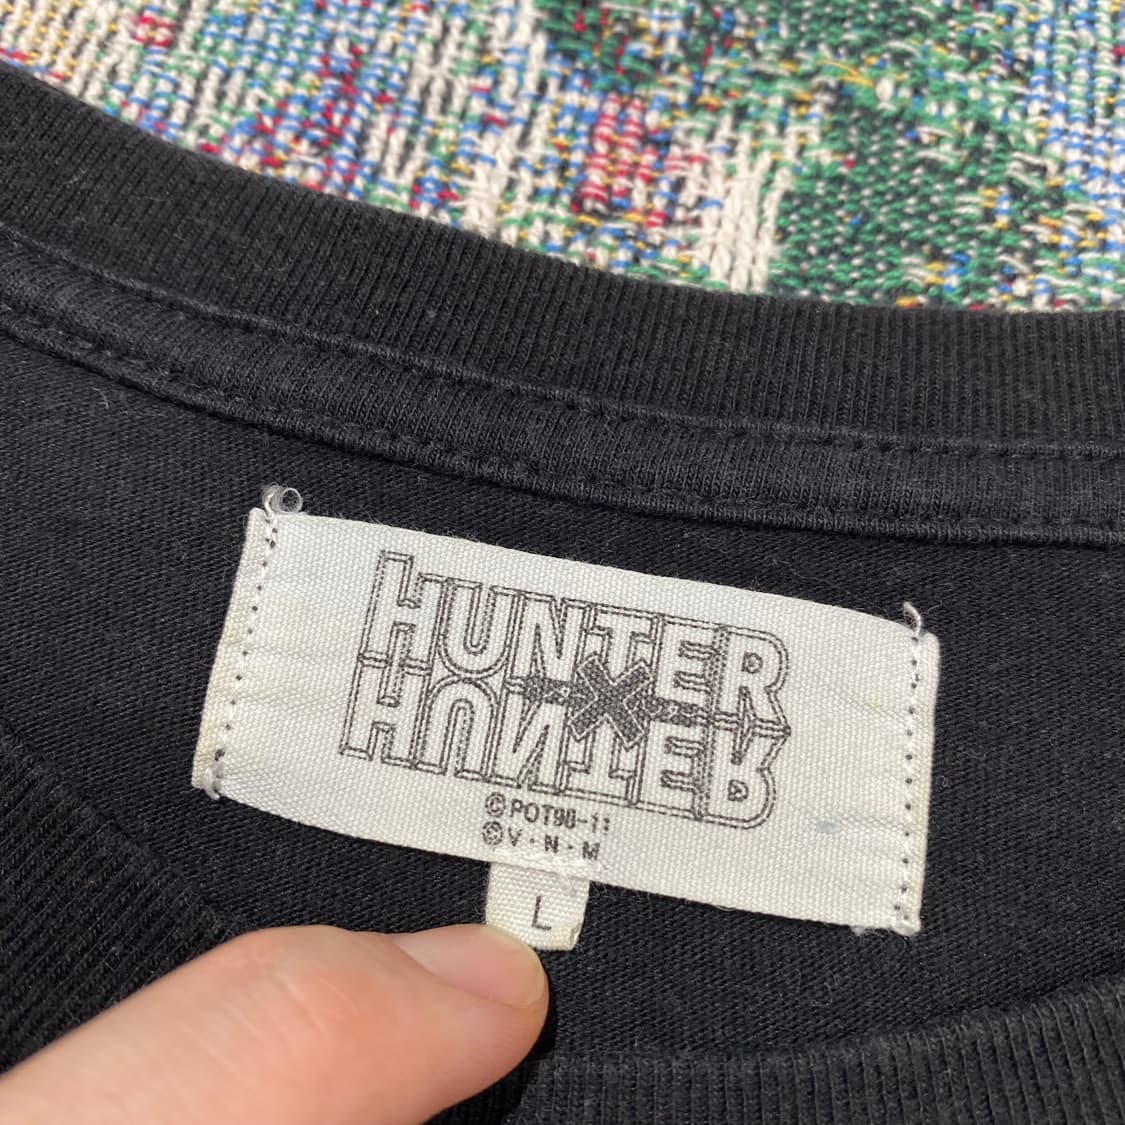 HUNTER
×
HUNTER
©POT98-11
©V・N・M
L